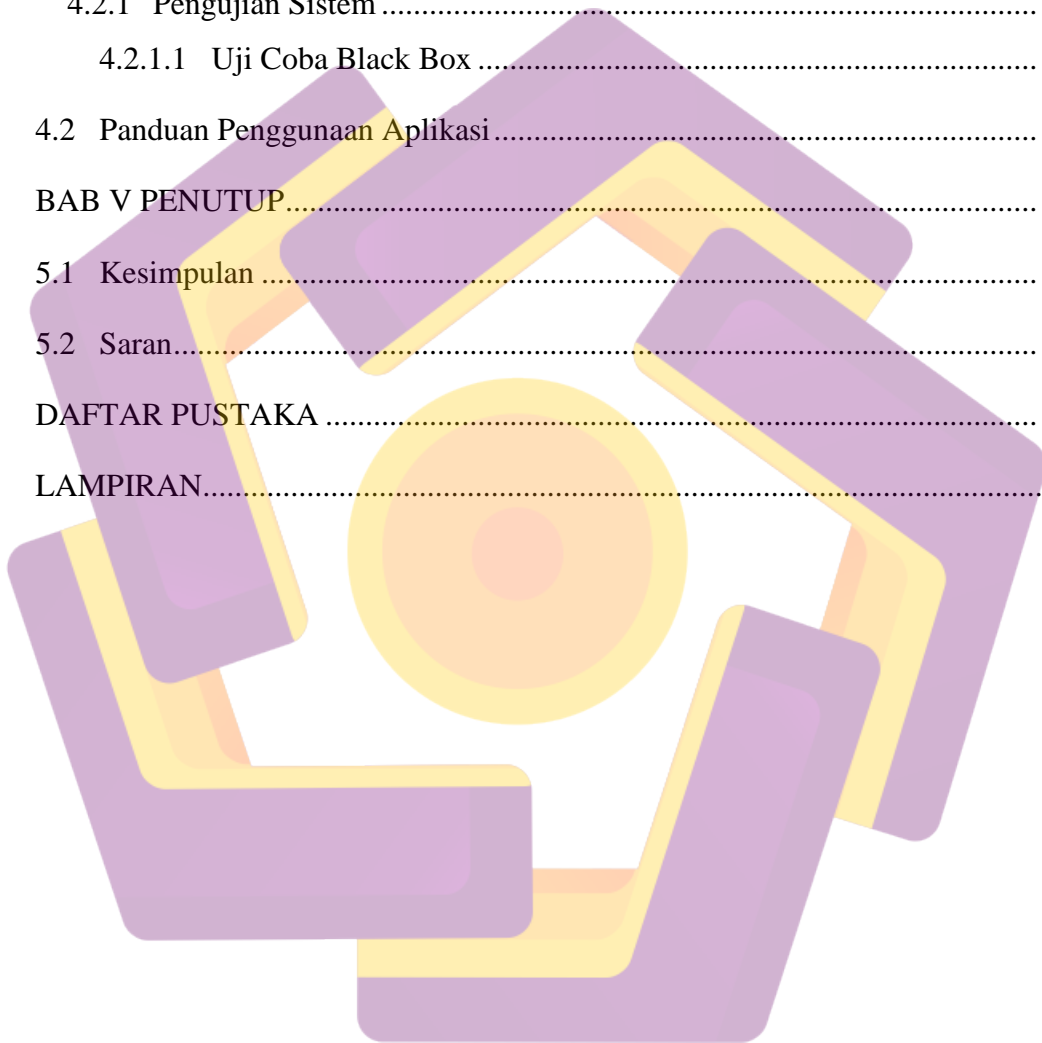 4.2.1 Pengujian Sistem ....................................................................................
4.2.1.1 Uji Coba Black Box ........................................................................
4.2 Panduan Penggunaan Aplikasi ......................................................................
BAB V PENUTUP....................................................................................................
5.1 Kesimpulan ......................................................................................................
5.2 Saran..................................................................................................................
DAFTAR PUSTAKA ..............................................................................................
LAMPIRAN................................................................................................................